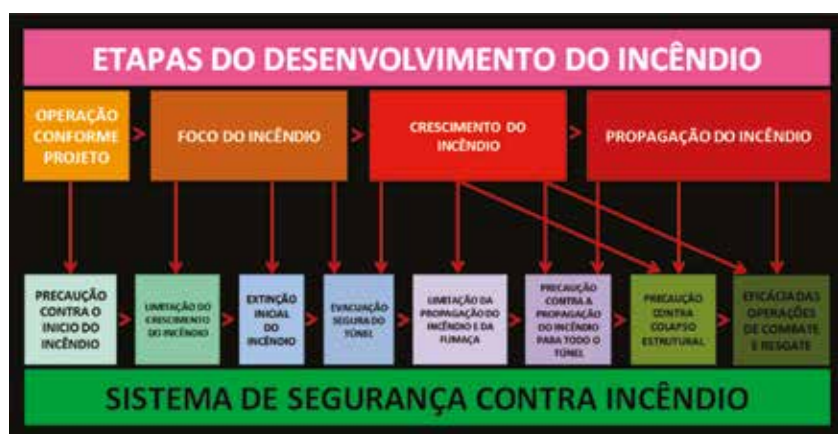 ETAPAS DO DESENVOLVIMENTO DO INCÊNDIO
OPERAÇÃO
CONFORME
PROJETO
FOCO DO INCÊNDIO
CRESCIMENTO DO
INCÊNDIO
PROPAGAÇÃO DO INCÊNDIO
PRECAUÇÃO
CONTRA O
INICIO DO
INCÊNDIO
LIMITAÇÃO DO
CRESCIMENTO
DO INCÊNDIO
EXTINÇÃO
INICIAL
DO
INCÊNDIO
EVACUAÇÃO
SEGURA DO
TÚNEL
LIMITAÇÃO DA
PROPAGAÇÃO DO
INCÊNDIO E DA
FUMAÇA
PRECAUÇÃO
CONTRA A
PROPAGAÇÃO
DO INCÊNDIO
PARA TODO O
TÚNEL
PRECAUÇÃO
CONTRA
COLAPSO
ESTRUTURAL
EFICÁCIA DAS
OPERAÇÕES
DE COMBATE
E RESGATE
SISTEMA DE SEGURANÇA CONTRA INCÊNDIO